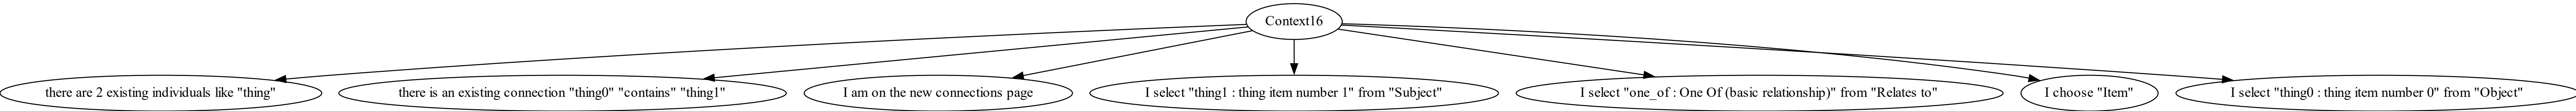 Context16
there are 2 existing individuals like "thing"
there is an existing connection "thing0" "contains" "thing1"
I am on the new connections page
I select "thing1 : thing item number 1" from "Subject"
I select "one_of : One Of (basic relationship)" from "Relates to"
I choose "Item"
I select "thing0 : thing item number 0" from "Object"